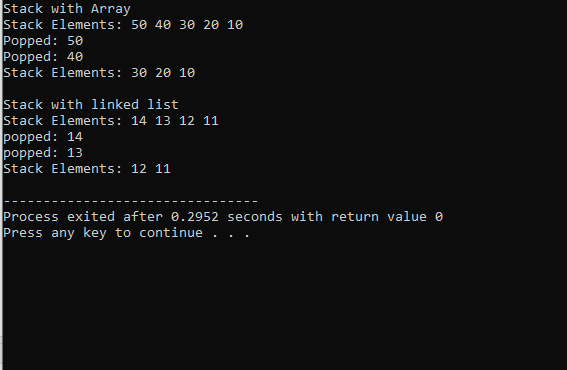 Stack with Array
Stack Elements: 50 40 30 20 10
Popped: 50
Popped: 40
Stack Elements: 30 20 10
Stack with linked list
Stack Elements: 14 13 12 11
popped: 14
popped: 13
Stack Elements: 12 11
--------------------------------
Process exited after 0.2952 seconds with return value 0
Press any key to continue . . .